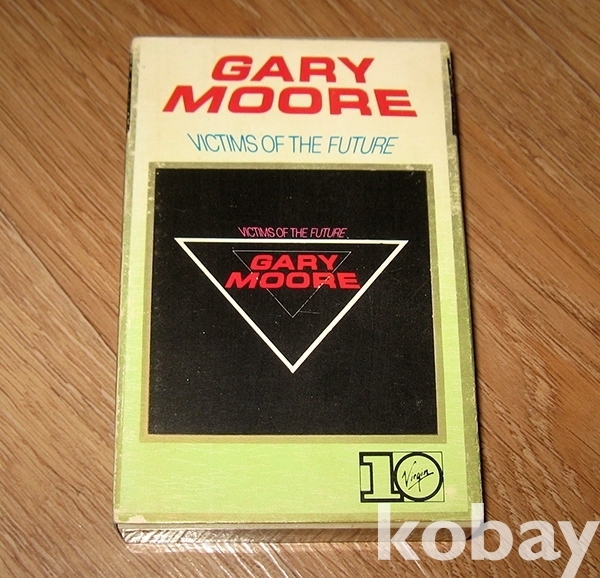 GARY
MOORE
VICTIMS OF THE FUTURE
VICTIMS OF THE FUTURE
GARY
MOORE
10 Virgin
kobay